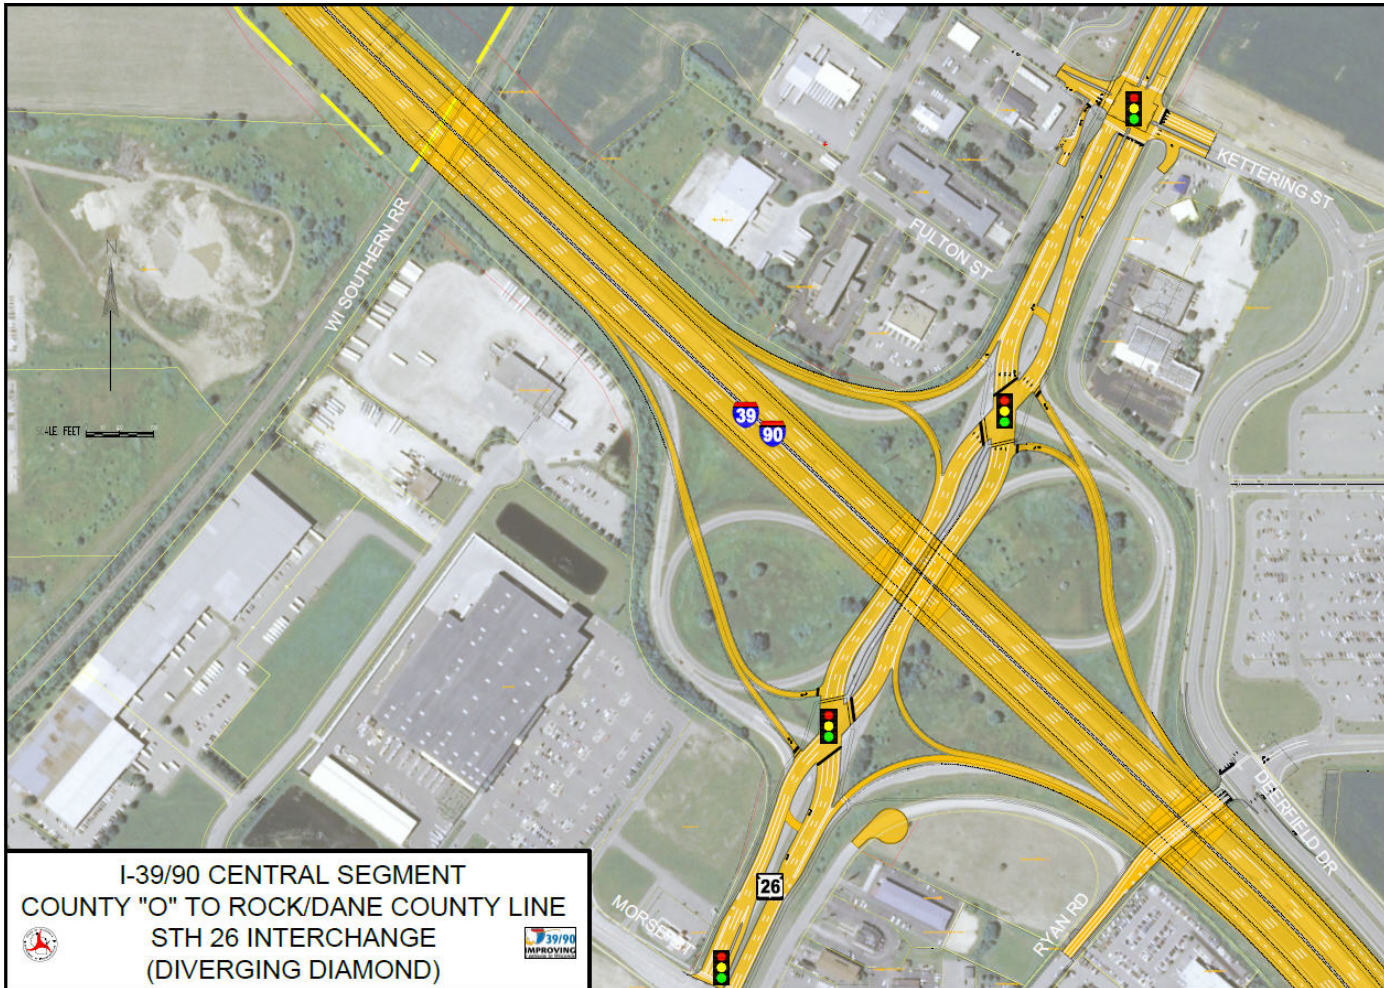 KETTERING ST
FULTON ST
WI SOUTHERN RR
N
SCALE, FEET
39
90
DEERFIELD DR
26
MORSE ST
RYAN RD
I-39/90 CENTRAL SEGMENT
COUNTY "O" TO ROCK/DANE COUNTY LINE
STH 26 INTERCHANGE
(DIVERGING DIAMOND)
39/90
IMPROVING